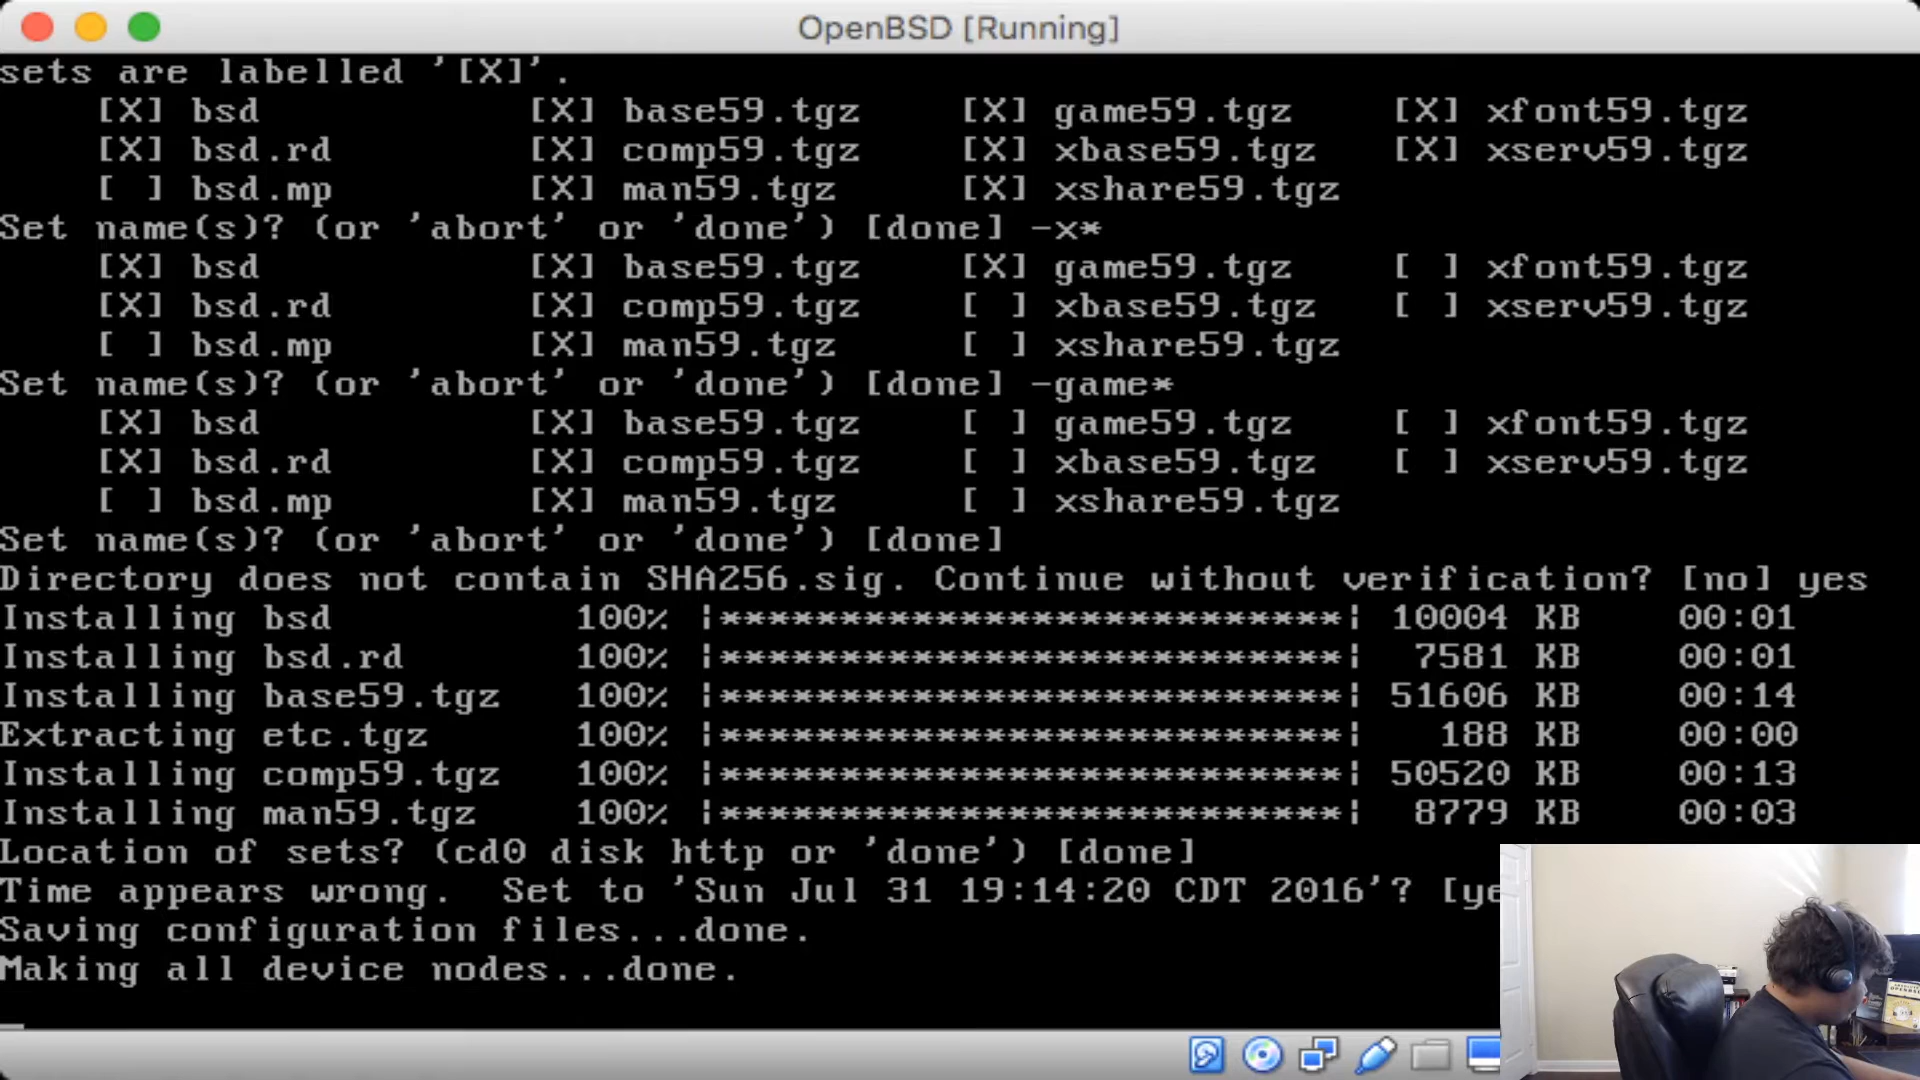 OpenBSD [Running]
sets are labelled '[X]'.
[X] bsd [X] base59.tgz [X] game59.tgz [X] xfont59.tgz
[X] bsd.rd [X] comp59.tgz [X] xbase59.tgz [X] xserv59.tgz
[ ] bsd.mp [X] man59.tgz [X] xshare59.tgz
Set name(s)? (or 'abort' or 'done') [done] -x*
[X] bsd [X] base59.tgz [X] game59.tgz [ ] xfont59.tgz
[X] bsd.rd [X] comp59.tgz [ ] xbase59.tgz [ ] xserv59.tgz
[ ] bsd.mp [X] man59.tgz [ ] xshare59.tgz
Set name(s)? (or 'abort' or 'done') [done] -game*
[X] bsd [X] base59.tgz [ ] game59.tgz [ ] xfont59.tgz
[X] bsd.rd [X] comp59.tgz [ ] xbase59.tgz [ ] xserv59.tgz
[ ] bsd.mp [X] man59.tgz [ ] xshare59.tgz
Set name(s)? (or 'abort' or 'done') [done]
Directory does not contain SHA256.sig. Continue without verification? [no] yes
Installing bsd 100% |**************************| 10004 KB 00:01
Installing bsd.rd 100% |**************************| 7581 KB 00:01
Installing base59.tgz 100% |**************************| 51606 KB 00:14
Extracting etc.tgz 100% |**************************| 188 KB 00:00
Installing comp59.tgz 100% |**************************| 50520 KB 00:13
Installing man59.tgz 100% |**************************| 8779 KB 00:03
Location of sets? (cd0 disk http or 'done') [done]
Time appears wrong. Set to 'Sun Jul 31 19:14:20 CDT 2016'? [ye
Saving configuration files...done.
Making all device nodes...done.